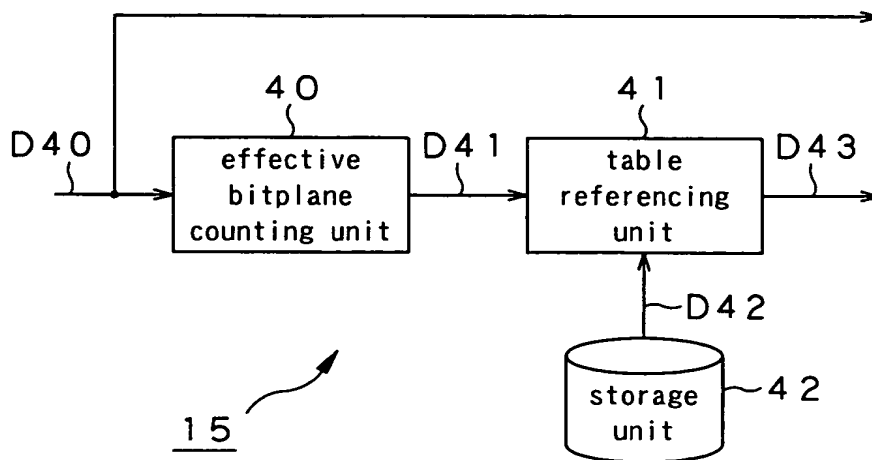 40
41
D40
effective
bitplane
counting unit
D41
table
referencing
unit
D43
D42
storage
unit
42
15